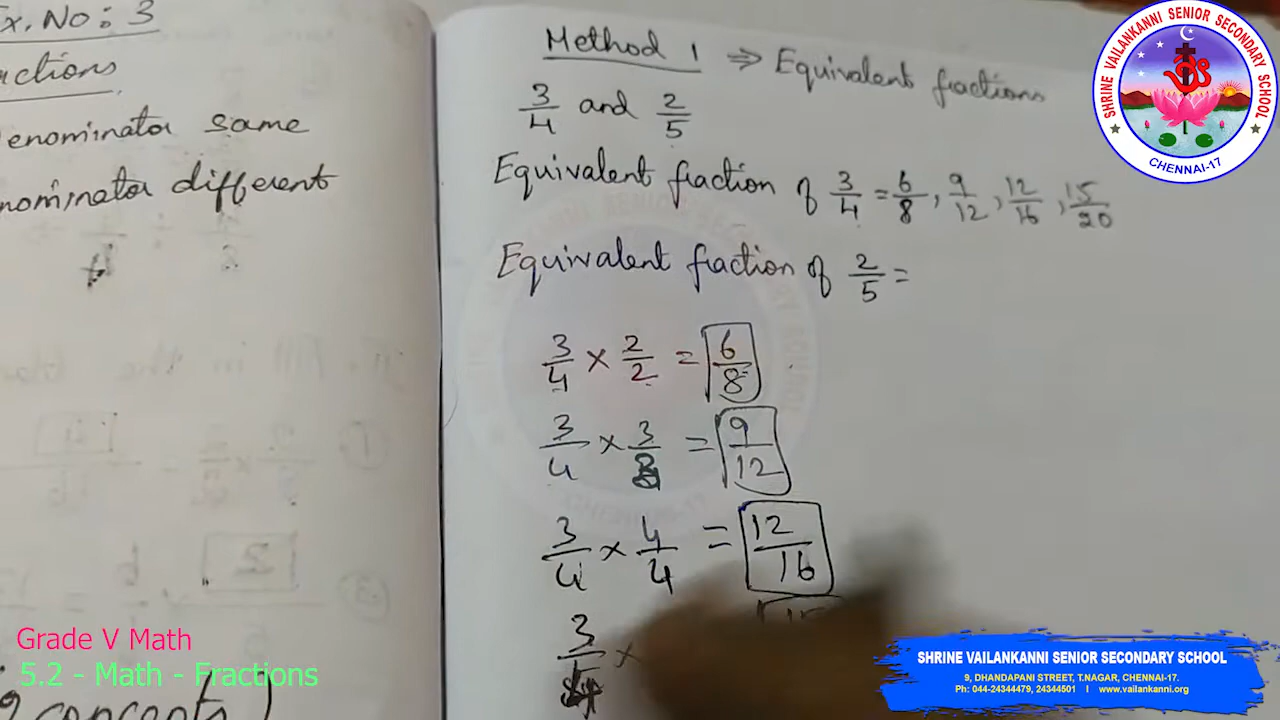 Ex. No: 3
actions
enominator same
nominator different
Method 1 ⇒ Equivalent fractions
3/4 and 2/5
Equivalent fraction of 3/4 = 6/8, 9/12, 12/16, 15/20
Equivalent fraction of 2/5 =
3/4 × 2/2 = 6/8
3/4 × 3/3 = 9/12
3/4 × 4/4 = 12/16
3/4 ×
concepts)
SHRINE VAILANKANNI SENIOR SECONDARY SCHOOL
CHENNAI-17
Grade V Math
5.2 - Math - Fractions
SHRINE VAILANKANNI SENIOR SECONDARY SCHOOL
9, DHANDAPANI STREET, T.NAGAR, CHENNAI-17.
Ph: 044-24344479, 24344501 I www.vailankanni.org